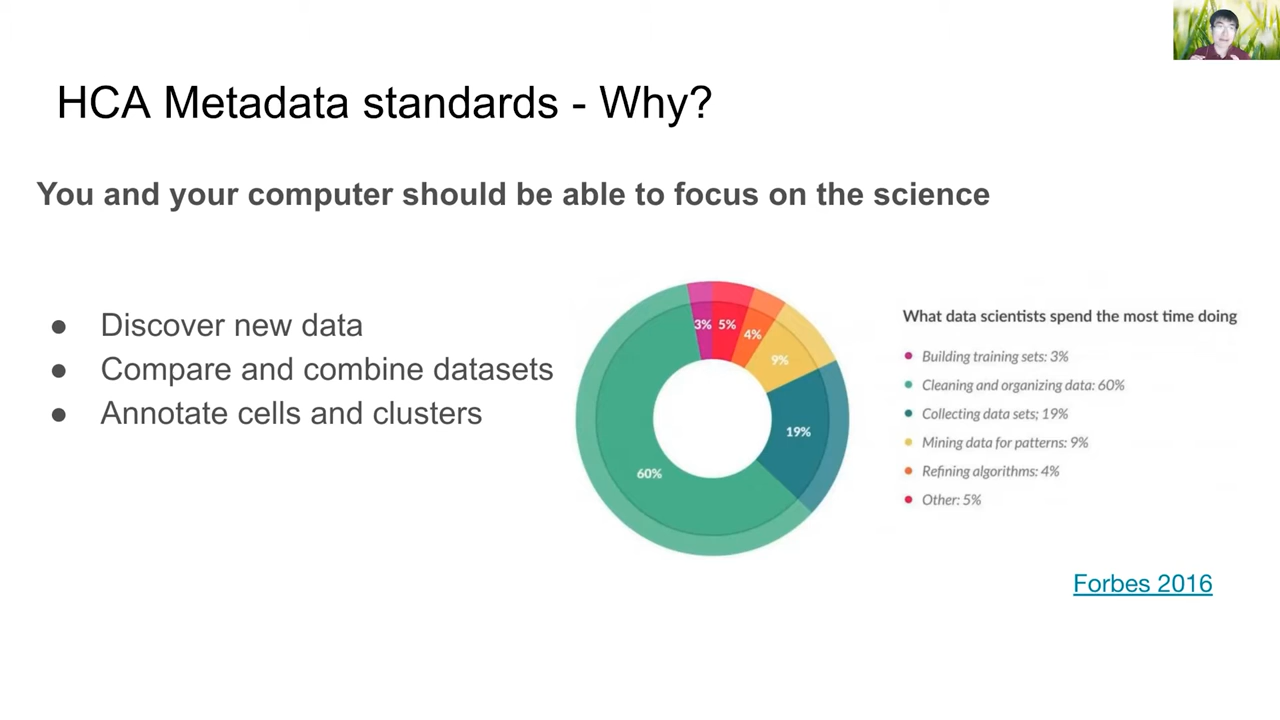 HCA Metadata standards - Why?
You and your computer should be able to focus on the science
● Discover new data
● Compare and combine datasets
● Annotate cells and clusters
3%
5%
4%
9%
19%
60%
What data scientists spend the most time doing
Building training sets: 3%
Cleaning and organizing data: 60%
Collecting data sets; 19%
Mining data for patterns: 9%
Refining algorithms: 4%
Other: 5%
Forbes 2016